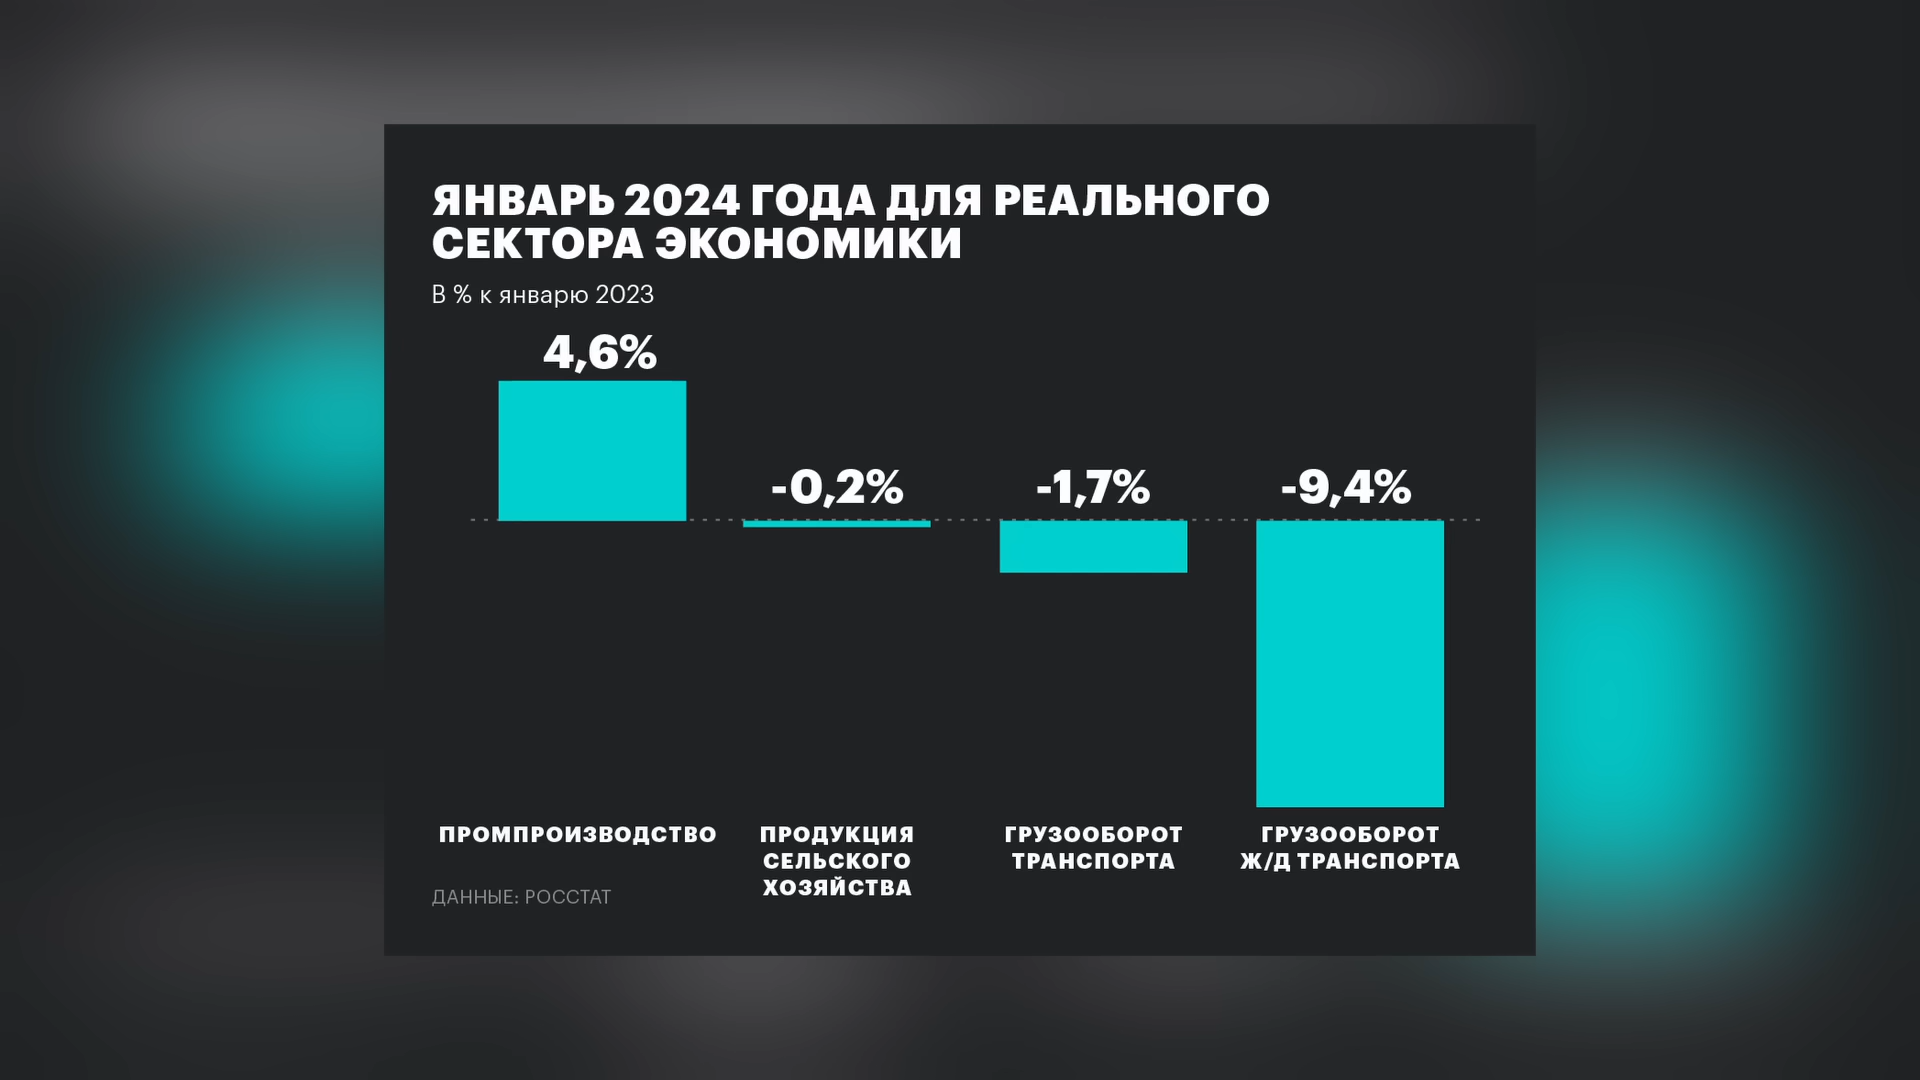 ЯНВАРЬ 2024 ГОДА ДЛЯ РЕАЛЬНОГО
СЕКТОРА ЭКОНОМИКИ
В % к январю 2023
4,6%
-0,2%
-1,7%
-9,4%
ПРОМПРОИЗВОДСТВО
ПРОДУКЦИЯ
СЕЛЬСКОГО
ХОЗЯЙСТВА
ГРУЗООБОРОТ
ТРАНСПОРТА
ГРУЗООБОРОТ
Ж/Д ТРАНСПОРТА
ДАННЫЕ: РОССТАТ